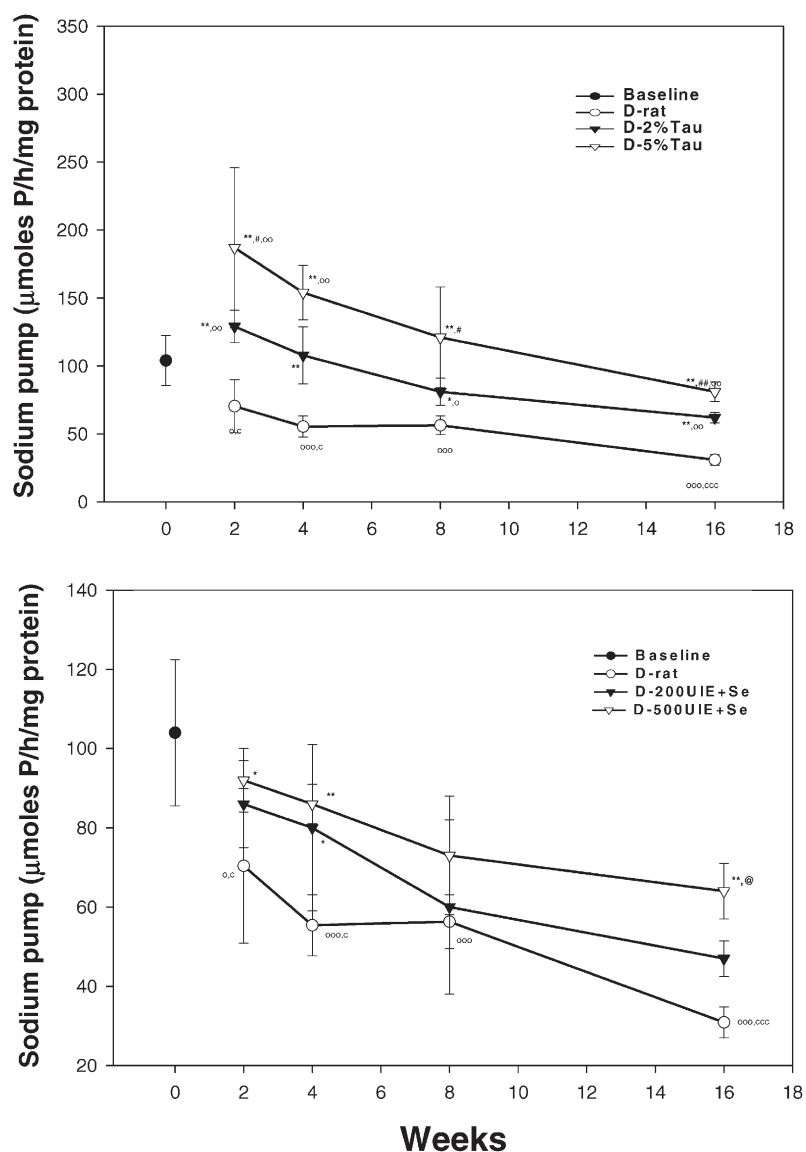 Sodium pump (µmoles P/h/mg protein)
350
300
250
200
150
100
50
0
Baseline
D-rat
D-2%Tau
D-5%Tau
**,#,oo
**,oo
**,#
**,##,oo
**,oo
**
*,o
**,oo
o,c
ooo,c
ooo
ooo,ccc
0 2 4 6 8 10 12 14 16 18
Sodium pump (µmoles P/h/mg protein)
140
120
100
80
60
40
20
Baseline
D-rat
D-200UIE+Se
D-500UIE+Se
*
**
*
**,@
o,c
ooo,c
ooo
ooo,ccc
0 2 4 6 8 10 12 14 16 18
Weeks